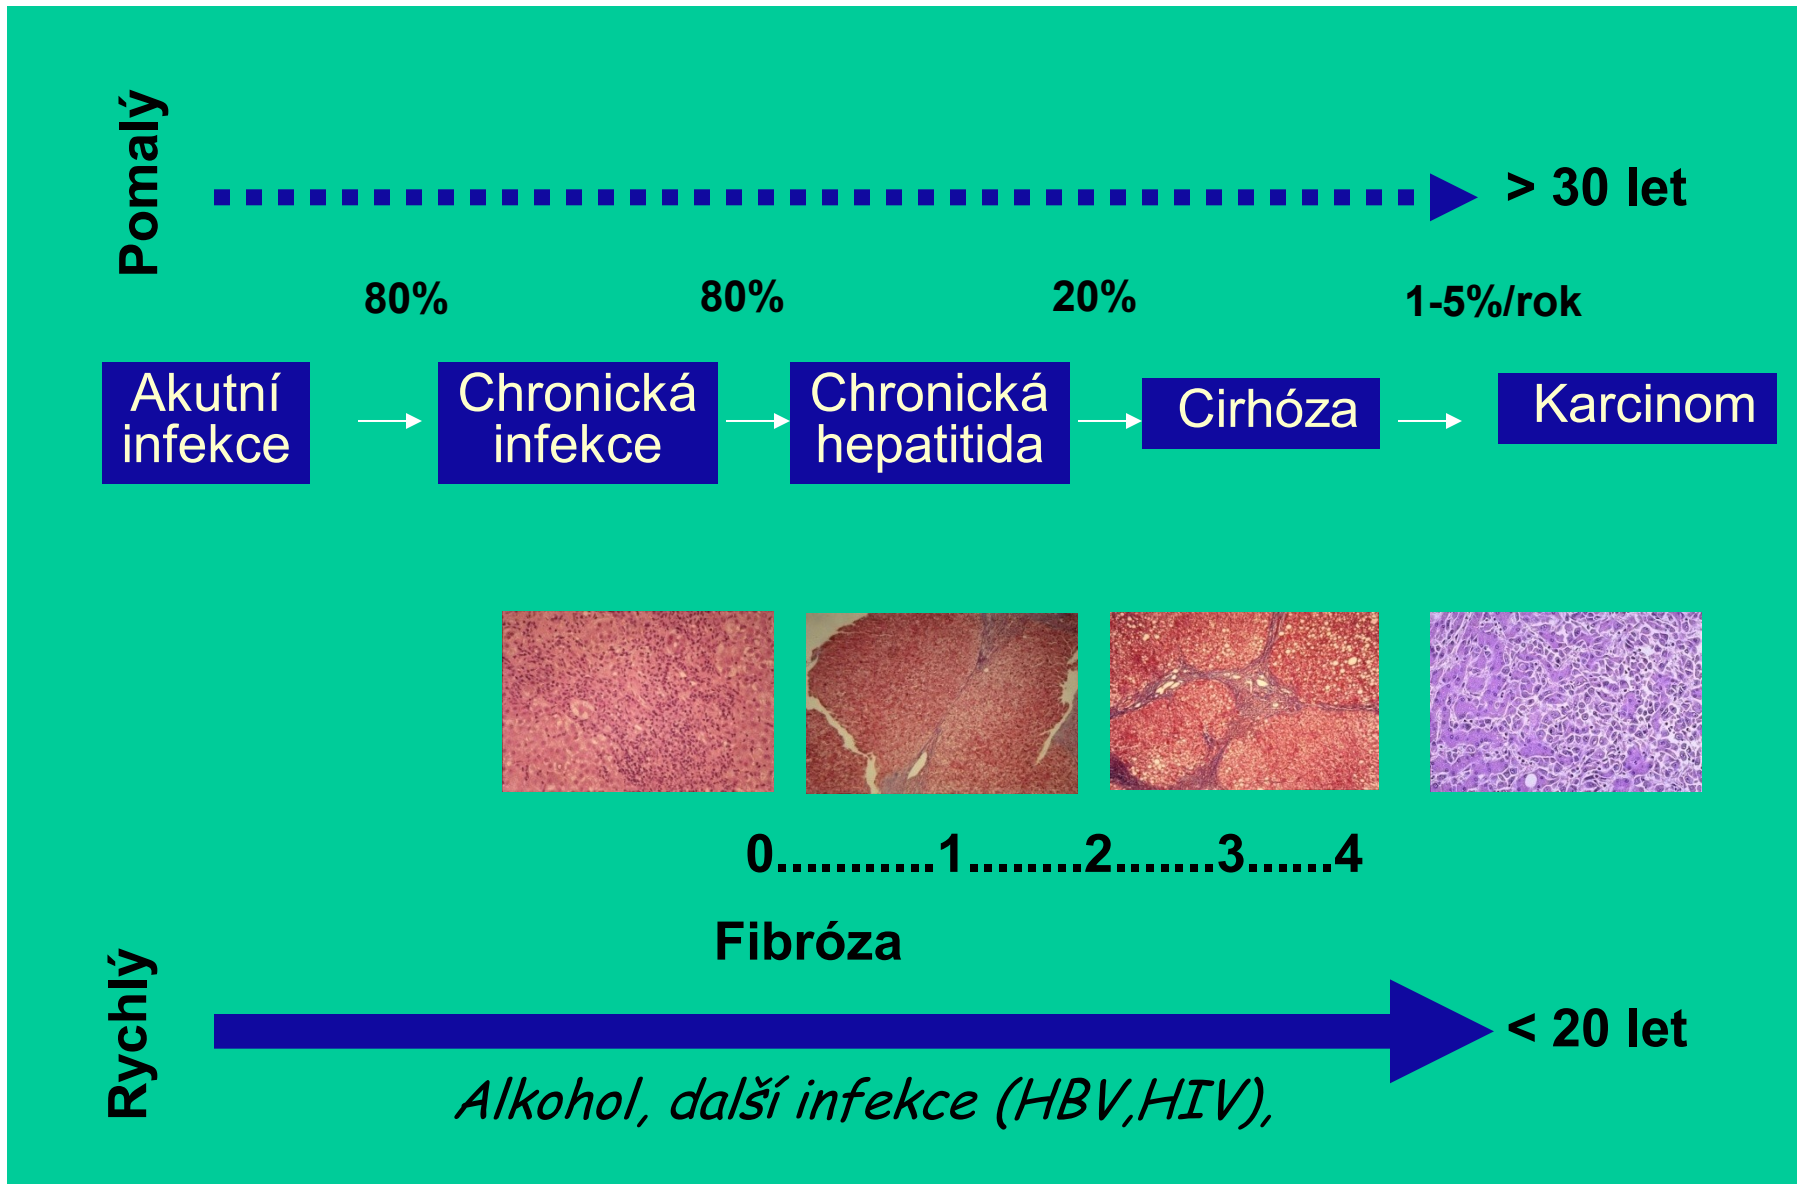 Pomalý
> 30 let
80%
80%
20%
1-5%/rok
Akutní
infekce
Chronická
infekce
Chronická
hepatitida
Cirhóza
Karcinom
0...........1........2.......3......4
Fibróza
Rychlý
< 20 let
Alkohol, další infekce (HBV,HIV),